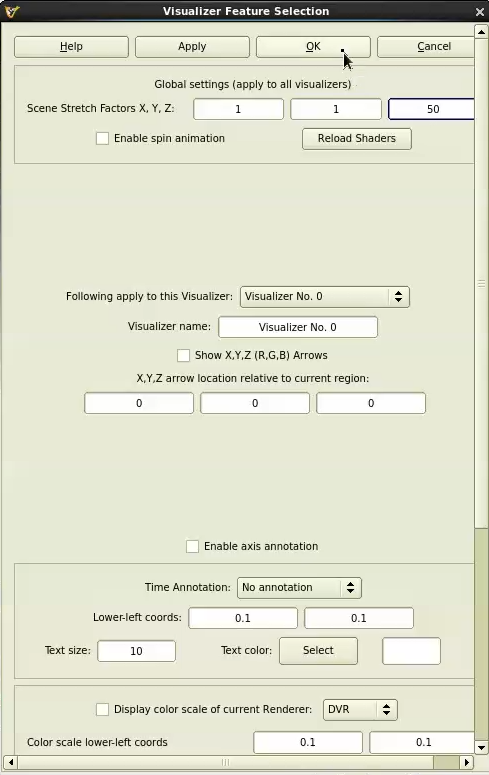 Visualizer Feature Selection
Help Apply OK Cancel
Global settings (apply to all visualizers)
Scene Stretch Factors X, Y, Z: 1 1 50
Enable spin animation Reload Shaders
Following apply to this Visualizer: Visualizer No. 0
Visualizer name: Visualizer No. 0
Show X,Y,Z (R,G,B) Arrows
X,Y,Z arrow location relative to current region:
0 0 0
Enable axis annotation
Time Annotation: No annotation
Lower-left coords: 0.1 0.1
Text size: 10 Text color: Select
Display color scale of current Renderer: DVR
Color scale lower-left coords 0.1 0.1